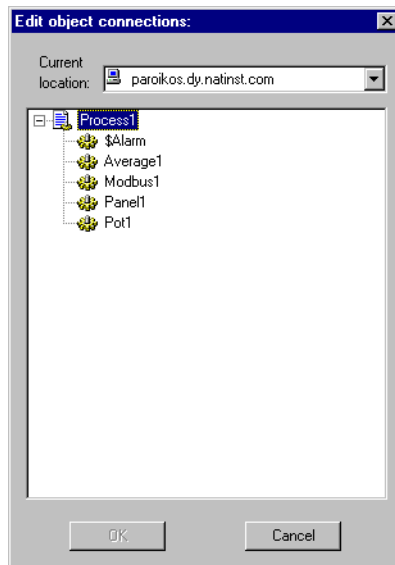 Edit object connections:
Current
location:
paroikos.dy.natinst.com
Process1
$Alarm
Average1
Modbus1
Panel1
Pot1
OK
Cancel